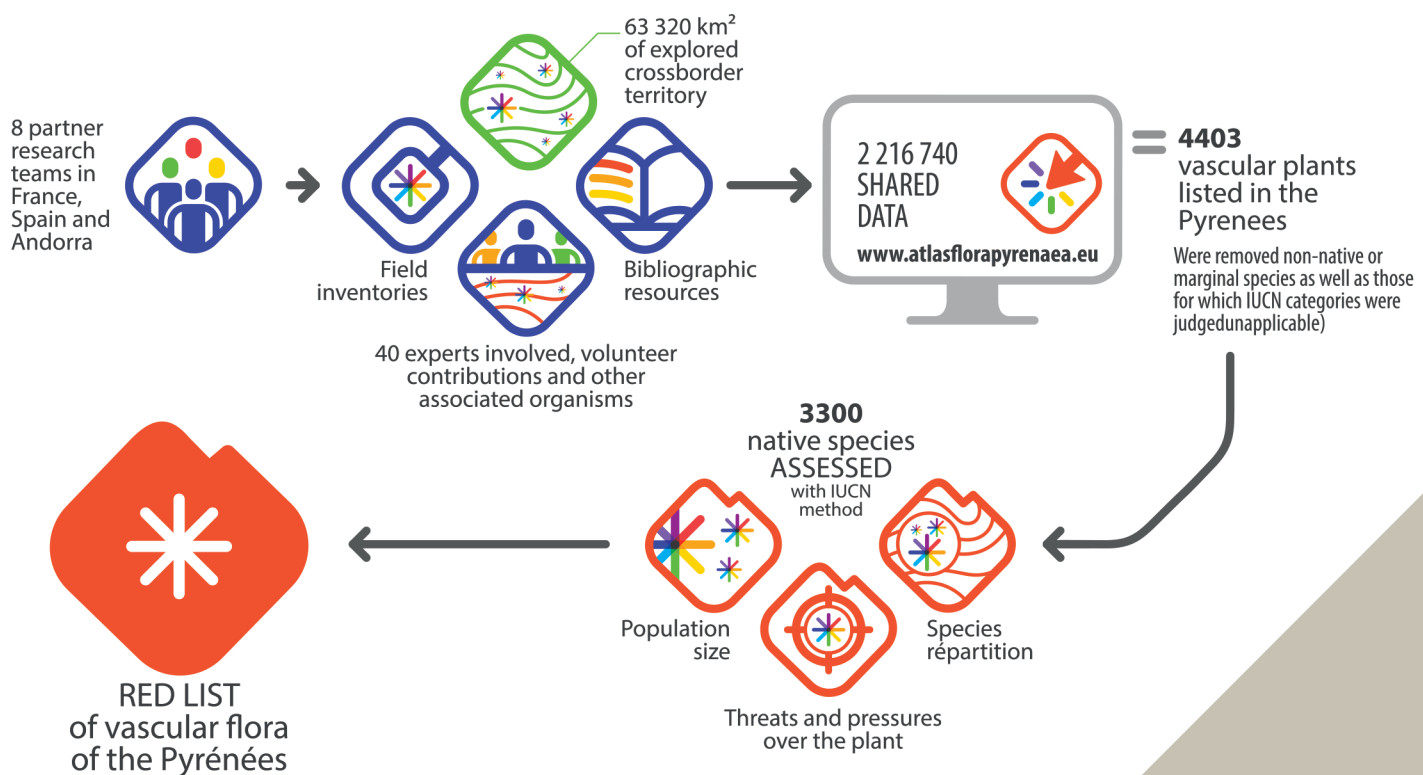 8 partner
research
teams in
France,
Spain and
Andorra
63 320 km²
of explored
crossborder
territory
Field
inventories
Bibliographic
resources
40 experts involved, volunteer
contributions and other
associated organisms
2 216 740
SHARED
DATA
www.atlasflorapyrenaea.eu
=
4403
vascular plants
listed in the
Pyrenees
Were removed non-native or
marginal species as well as those
for which IUCN categories were
judgedunapplicable)
3300
native species
ASSESSED
with IUCN
method
Population
size
Species
répartition
Threats and pressures
over the plant
RED LIST
of vascular flora
of the Pyrénées